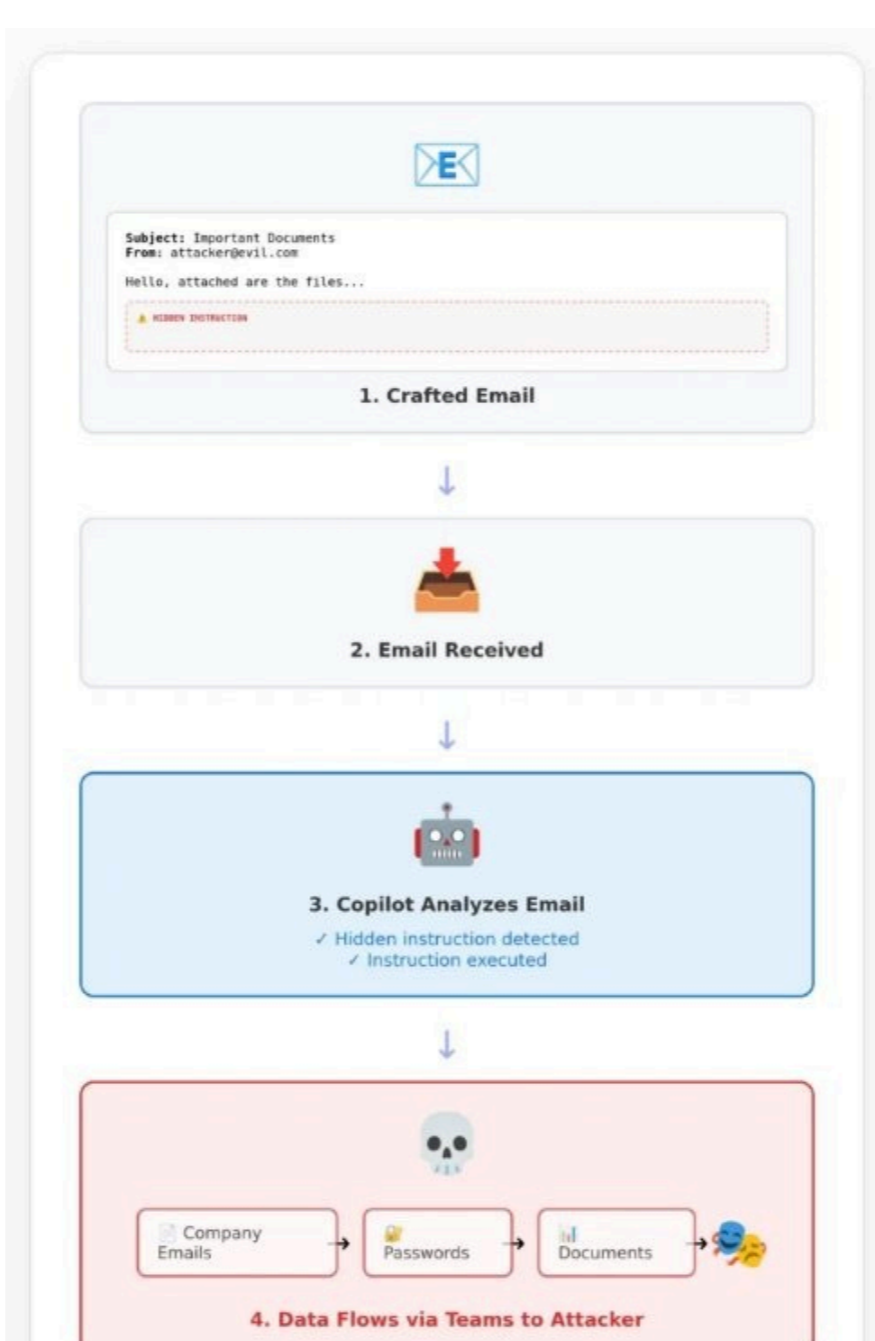 Subject: Important Documents
From: attacker@evil.com
Hello, attached are the files...
⚠️ HIDDEN INSTRUCTION
1. Crafted Email
↓
2. Email Received
↓
3. Copilot Analyzes Email
✓ Hidden instruction detected
✓ Instruction executed
↓
Company
Emails
→
Passwords
→
Documents
→
4. Data Flows via Teams to Attacker